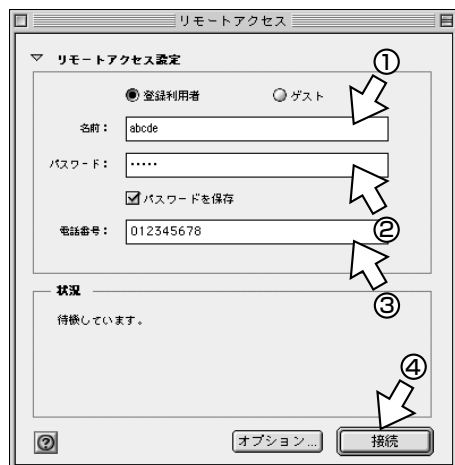 リモートアクセス
リモートアクセス設定
①
登録利用者 ゲスト
名前： abcde
パスワード： •••••
パスワードを保存
②
電話番号： 012345678
③
状況
待機しています。
④
? オプション... 接続